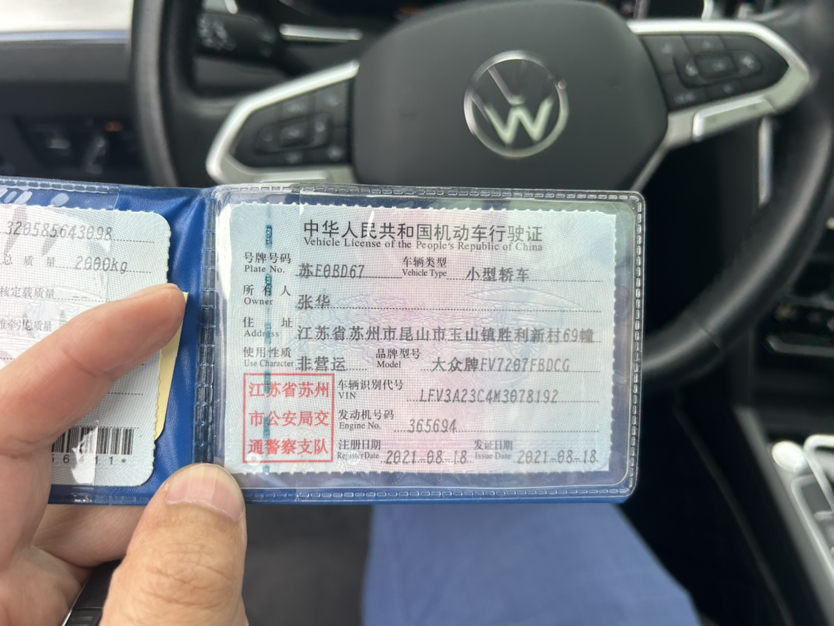 320585643098
总 质 量 2000kg
核定载质量
中华人民共和国机动车行驶证
Vehicle License of the People's Republic of China
号牌号码 苏E0BD67 车辆类型 小型轿车
Plate No. Vehicle Type
所 有 人 张华
Owner
住 址 江苏省苏州市昆山市玉山镇胜利新村69幢
Address
使用性质 非营运 品牌型号 大众牌FV7207FBDCG
Use Character Model
江苏省苏州
市公安局交
通警察支队
车辆识别代号 LFV3A23C4M3078192
VIN
发动机号码 365694
Engine No.
注册日期 2021-08-18 发证日期 2021-08-18
Register Date Issue Date